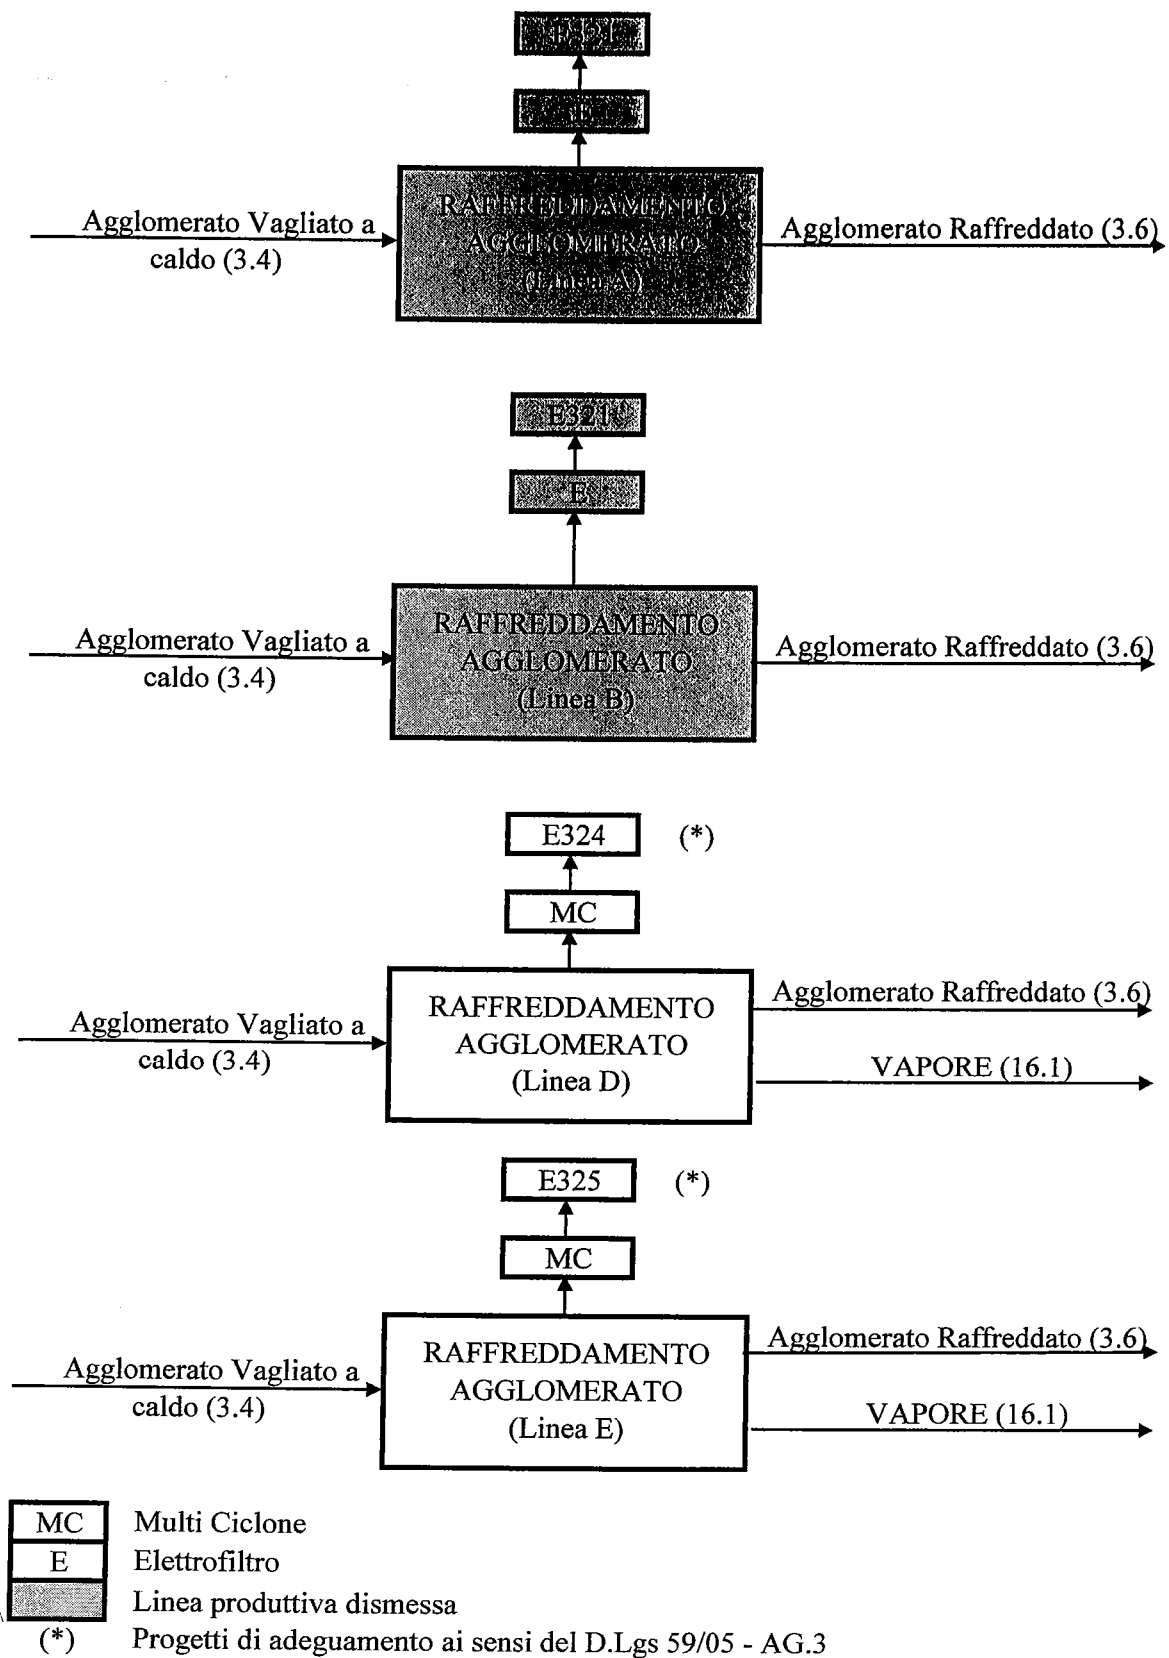 E321
E
RAFFREDDAMENTO
AGGLOMERATO
(Linea A)
Agglomerato Vagliato a
caldo (3.4)
Agglomerato Raffreddato (3.6)
E321
E
RAFFREDDAMENTO
AGGLOMERATO
(Linea B)
Agglomerato Vagliato a
caldo (3.4)
Agglomerato Raffreddato (3.6)
E324 (*)
MC
RAFFREDDAMENTO
AGGLOMERATO
(Linea D)
Agglomerato Vagliato a
caldo (3.4)
Agglomerato Raffreddato (3.6)
VAPORE (16.1)
E325 (*)
MC
RAFFREDDAMENTO
AGGLOMERATO
(Linea E)
Agglomerato Vagliato a
caldo (3.4)
Agglomerato Raffreddato (3.6)
VAPORE (16.1)
MC Multi Ciclone
E Elettrofiltro
Linea produttiva dismessa
(*) Progetti di adeguamento ai sensi del D.Lgs 59/05 - AG.3